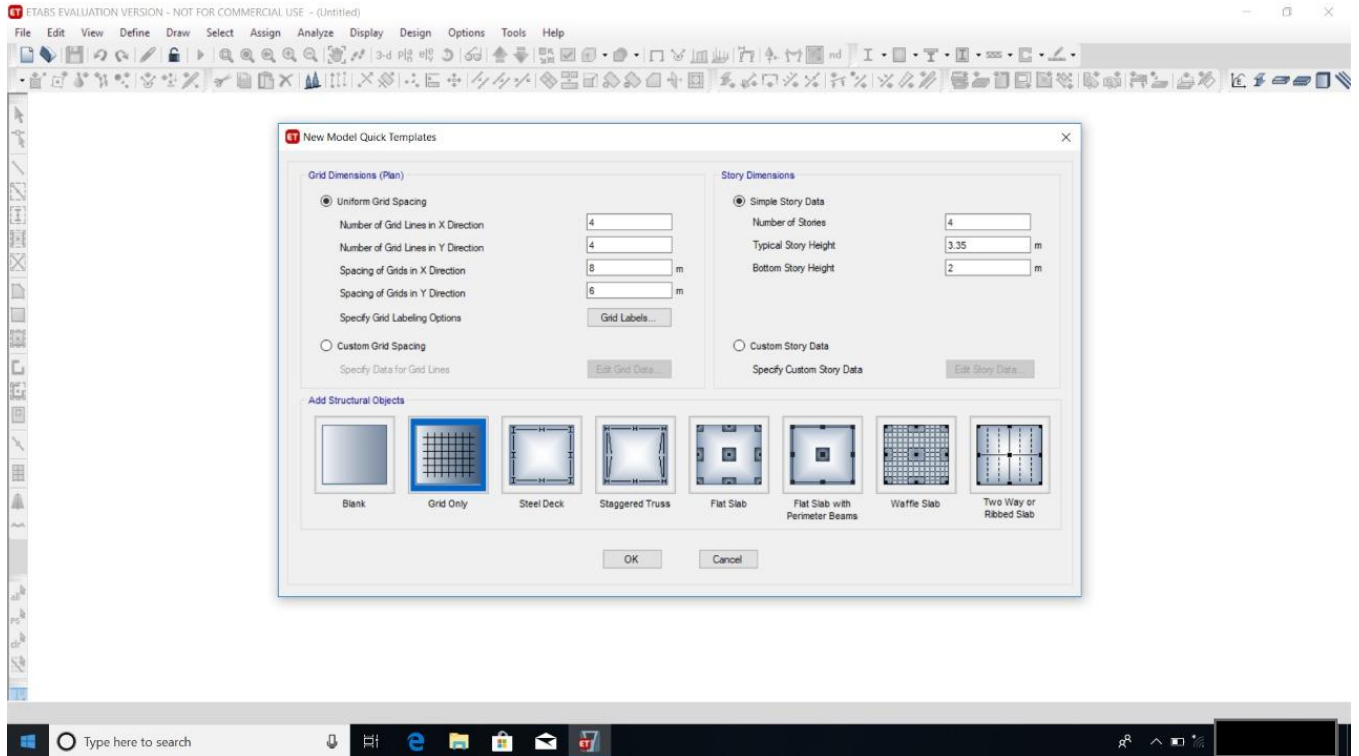 ETABS EVALUATION VERSION - NOT FOR COMMERCIAL USE - (Untitled)
File Edit View Define Draw Select Assign Analyze Display Design Options Tools Help
3-d
nd
New Model Quick Templates
Grid Dimensions (Plan)
Uniform Grid Spacing
Number of Grid Lines in X Direction 4
Number of Grid Lines in Y Direction 4
Spacing of Grids in X Direction 8 m
Spacing of Grids in Y Direction 6 m
Specify Grid Labeling Options Grid Labels...
Custom Grid Spacing
Specify Data for Grid Lines Edit Grid Data...
Story Dimensions
Simple Story Data
Number of Stories 4
Typical Story Height 3.35 m
Bottom Story Height 2 m
Custom Story Data
Specify Custom Story Data Edit Story Data...
Add Structural Objects
Blank
Grid Only
Steel Deck
Staggered Truss
Flat Slab
Flat Slab with
Perimeter Beams
Waffle Slab
Two Way or
Ribbed Slab
OK Cancel
all
PS
clr
Type here to search